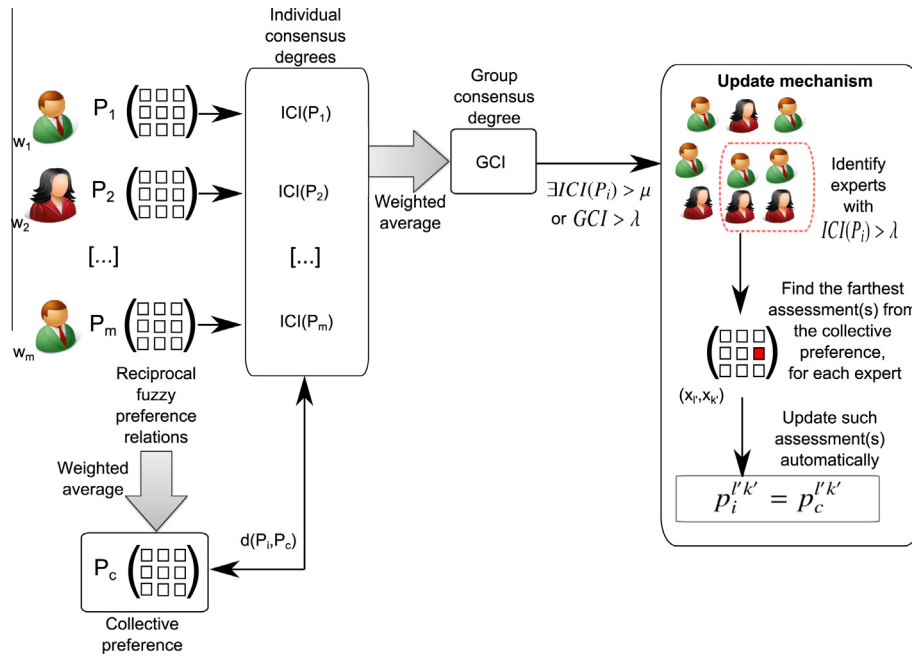 Individual
consensus
degrees
w1
P1
ICI(P1)
w2
P2
ICI(P2)
[...]
[...]
wm
Pm
ICI(Pm)
Reciprocal
fuzzy
preference
relations
Weighted
average
Pc
d(Pi,Pc)
Collective
preference
Weighted
average
Group
consensus
degree
GCI
∃ICI(Pi) > μ
or GCI > λ
Update mechanism
Identify
experts
with
ICI(Pi) > λ
Find the farthest
assessment(s) from
the collective
preference,
for each expert
(xl',xk')
Update such
assessment(s)
automatically
pi^l'k' = pc^l'k'